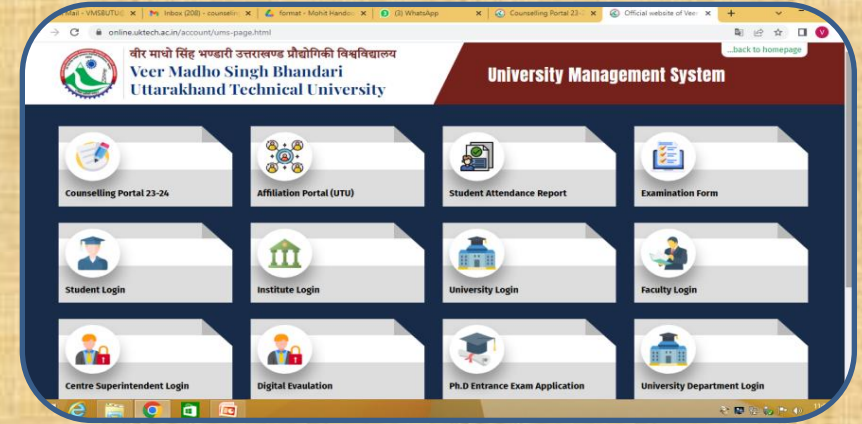 Mail - VMSBUTU@
Inbox (208) - counseling
format - Mohit Handoo
(3) WhatsApp
Counselling Portal 23-2
Official website of Veer
online.uktech.ac.in/account/ums-page.html
...back to homepage
वीर माधो सिंह भण्डारी उत्तराखण्ड प्रौद्योगिकी विश्वविद्यालय
Veer Madho Singh Bhandari
Uttarakhand Technical University
University Management System
Counselling Portal 23-24
Affiliation Portal (UTU)
Student Attendance Report
Examination Form
Student Login
Institute Login
University Login
Faculty Login
Centre Superintendent Login
Digital Evaulation
Ph.D Entrance Exam Application
University Department Login